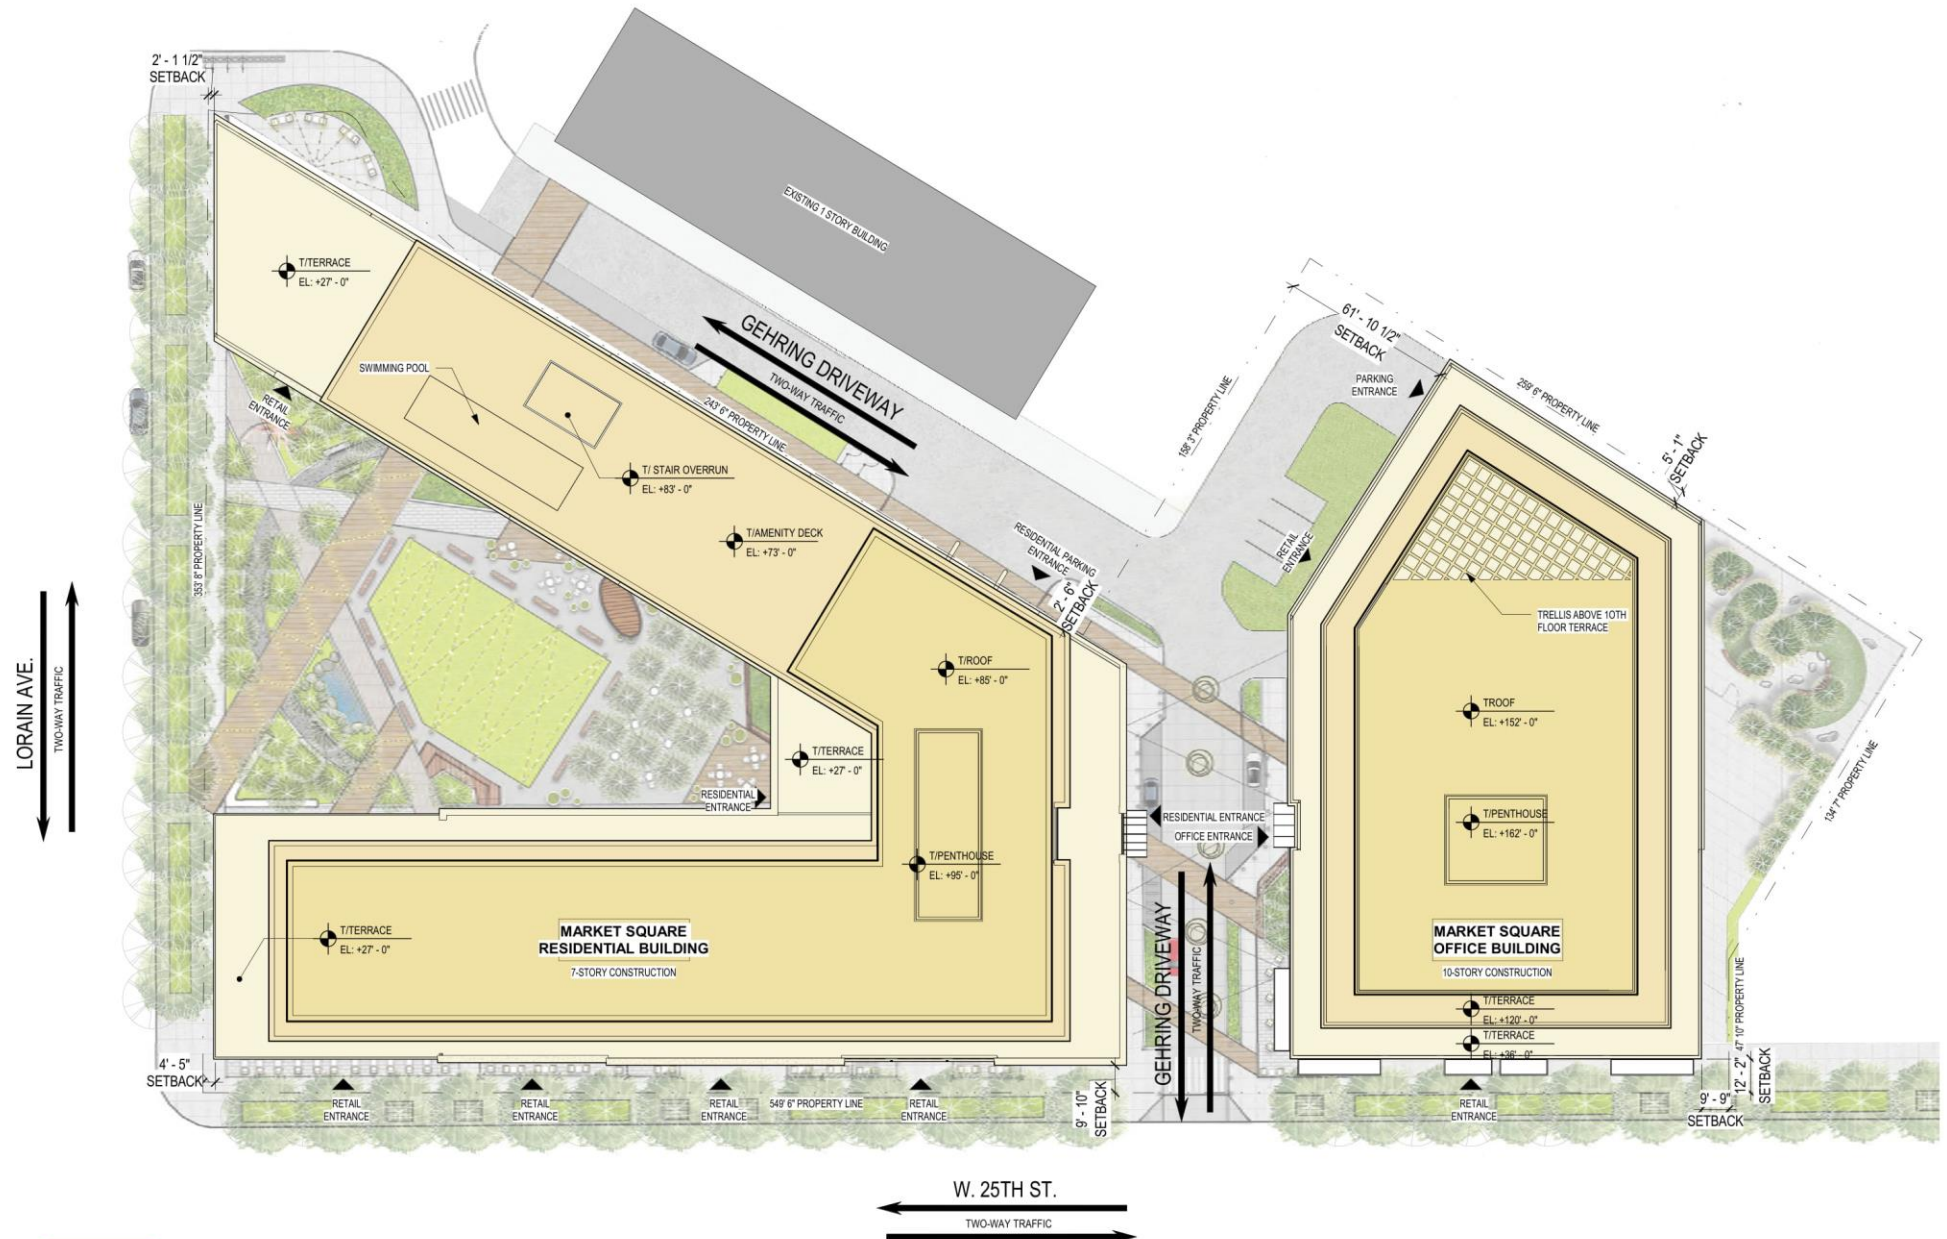 2' - 1 1/2"
SETBACK
T/TERRACE
EL: +27' - 0"
EXISTING 1 STORY BUILDING
SWIMMING POOL
RETAIL
ENTRANCE
T/ STAIR OVERRUN
EL: +83' - 0"
T/AMENITY DECK
EL: +73' - 0"
GEHRING DRIVEWAY
TWO-WAY TRAFFIC
243' 6" PROPERTY LINE
158' 3" PROPERTY LINE
61' - 10 1/2"
SETBACK
PARKING
ENTRANCE
259' 6" PROPERTY LINE
5' - 1"
SETBACK
353' 8" PROPERTY LINE
RESIDENTIAL PARKING
ENTRANCE
2' - 6"
SETBACK
RETAIL
ENTRANCE
TRELLIS ABOVE 10TH
FLOOR TERRACE
LORAIN AVE.
TWO-WAY TRAFFIC
T/ROOF
EL: +85' - 0"
TROOF
EL: +152' - 0"
T/TERRACE
EL: +27' - 0"
RESIDENTIAL
ENTRANCE
RESIDENTIAL ENTRANCE
OFFICE ENTRANCE
T/PENTHOUSE
EL: +162' - 0"
134' 7" PROPERTY LINE
T/PENTHOUSE
EL: +95' - 0"
T/TERRACE
EL: +27' - 0"
MARKET SQUARE
RESIDENTIAL BUILDING
7-STORY CONSTRUCTION
GEHRING DRIVEWAY
TWO-WAY TRAFFIC
MARKET SQUARE
OFFICE BUILDING
10-STORY CONSTRUCTION
T/TERRACE
EL: +120' - 0"
T/TERRACE
EL: +36' - 0"
47' 10" PROPERTY LINE
4' - 5"
SETBACK
RETAIL
ENTRANCE
RETAIL
ENTRANCE
RETAIL
ENTRANCE
549' 6" PROPERTY LINE
RETAIL
ENTRANCE
9' - 10"
SETBACK
RETAIL
ENTRANCE
9' - 9"
SETBACK
12' - 2"
SETBACK
W. 25TH ST.
TWO-WAY TRAFFIC